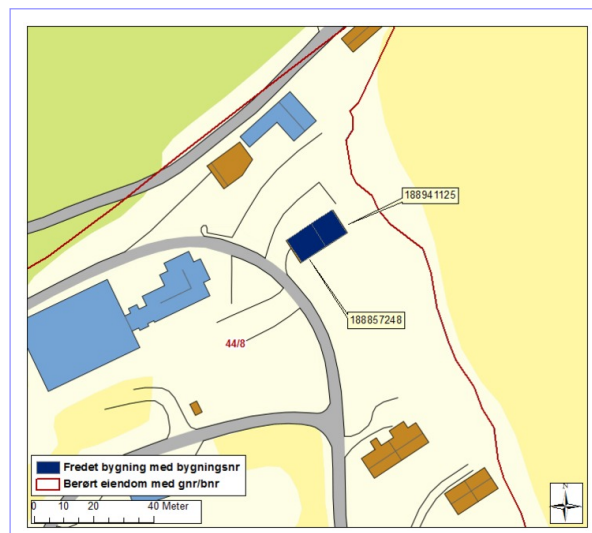 188941125
188857248
44/8
Fredet bygning med bygningsnr
Berørt eiendom med gnr/bnr
0 10 20 40 Meter
N